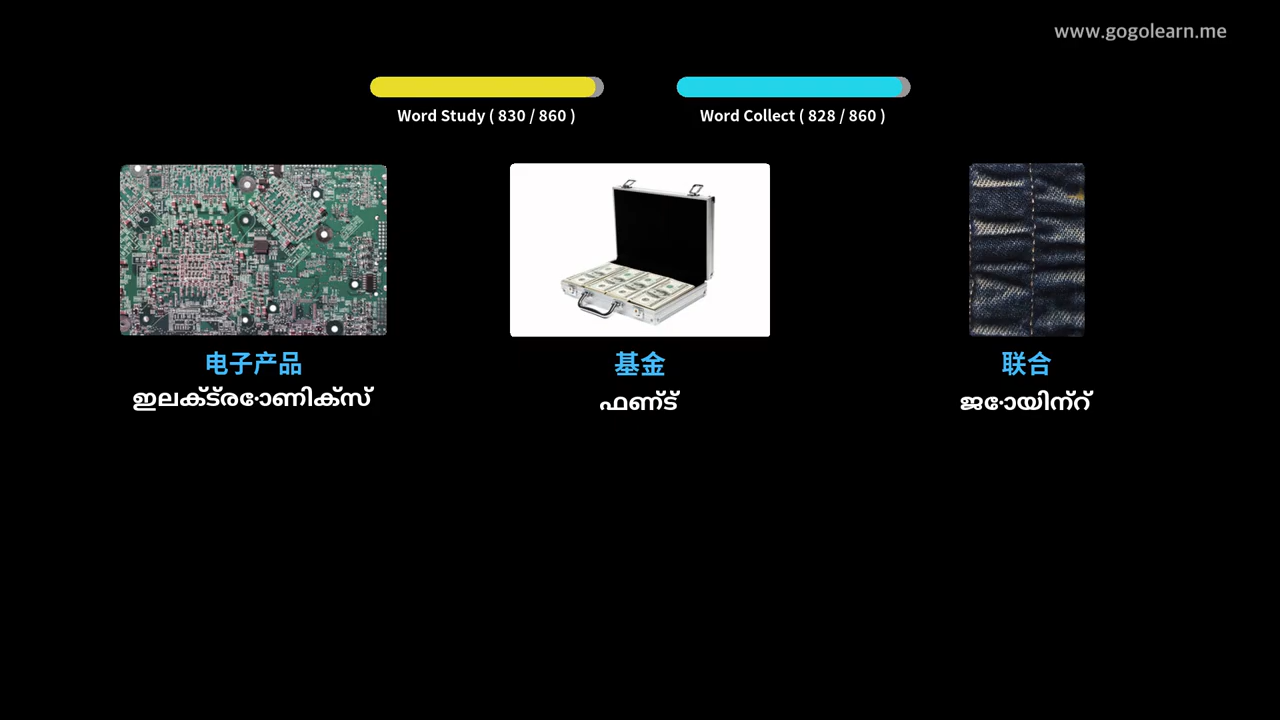 www.gogolearn.me
Word Study ( 830 / 860 )
Word Collect ( 828 / 860 )
电子产品
基金
联合
ഇലക്ട്രോണിക്സ്
ഫണ്ട്
ജോയിന്റ്